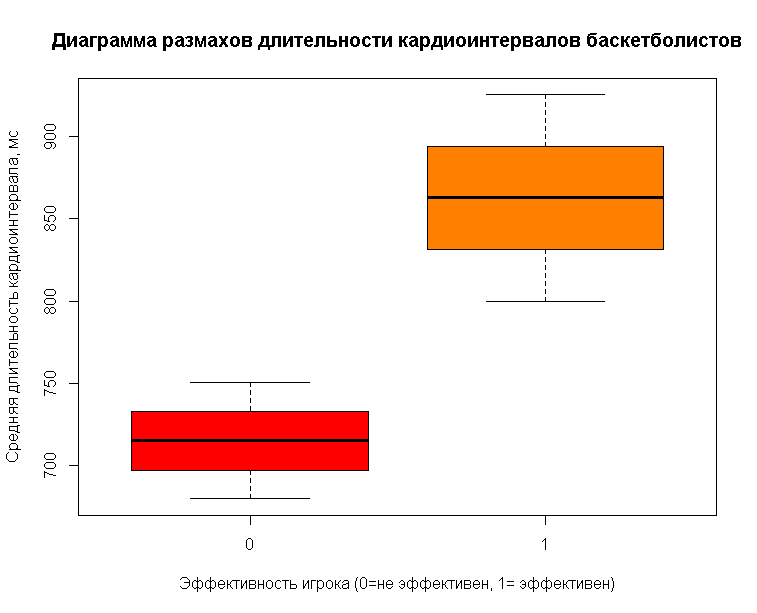 Диаграмма размахов длительности кардиоинтервалов баскетболистов
Средняя длительность кардиоинтервала, мс
900
850
800
750
700
0
1
Эффективность игрока (0=не эффективен, 1= эффективен)